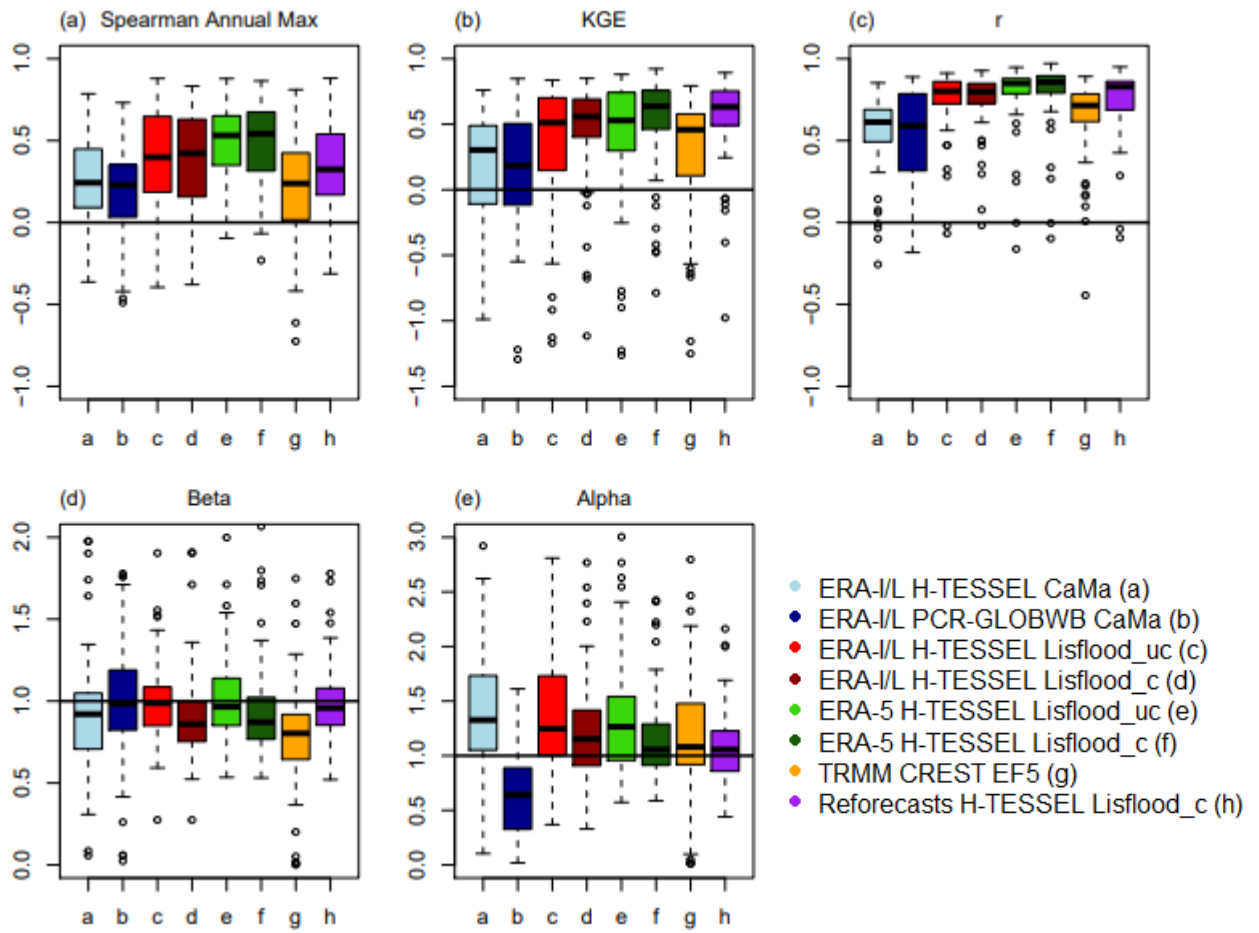 (a) Spearman Annual Max
1.0
0.5
0.0
−0.5
−1.0
a b c d e f g h
(b) KGE
1.0
0.5
0.0
−0.5
−1.0
−1.5
a b c d e f g h
(c) r
1.0
0.5
0.0
−0.5
−1.0
a b c d e f g h
(d) Beta
2.0
1.5
1.0
0.5
0.0
a b c d e f g h
(e) Alpha
3.0
2.5
2.0
1.5
1.0
0.5
0.0
a b c d e f g h
ERA-I/L H-TESSEL CaMa (a)
ERA-I/L PCR-GLOBWB CaMa (b)
ERA-I/L H-TESSEL Lisflood_uc (c)
ERA-I/L H-TESSEL Lisflood_c (d)
ERA-5 H-TESSEL Lisflood_uc (e)
ERA-5 H-TESSEL Lisflood_c (f)
TRMM CREST EF5 (g)
Reforecasts H-TESSEL Lisflood_c (h)